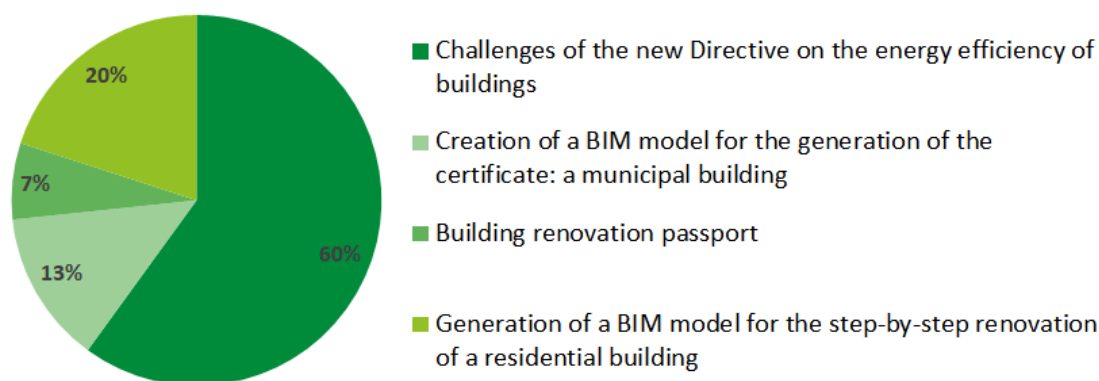 20%
7%
13%
60%
Challenges of the new Directive on the energy efficiency of
buildings
Creation of a BIM model for the generation of the
certificate: a municipal building
Building renovation passport
Generation of a BIM model for the step-by-step renovation
of a residential building